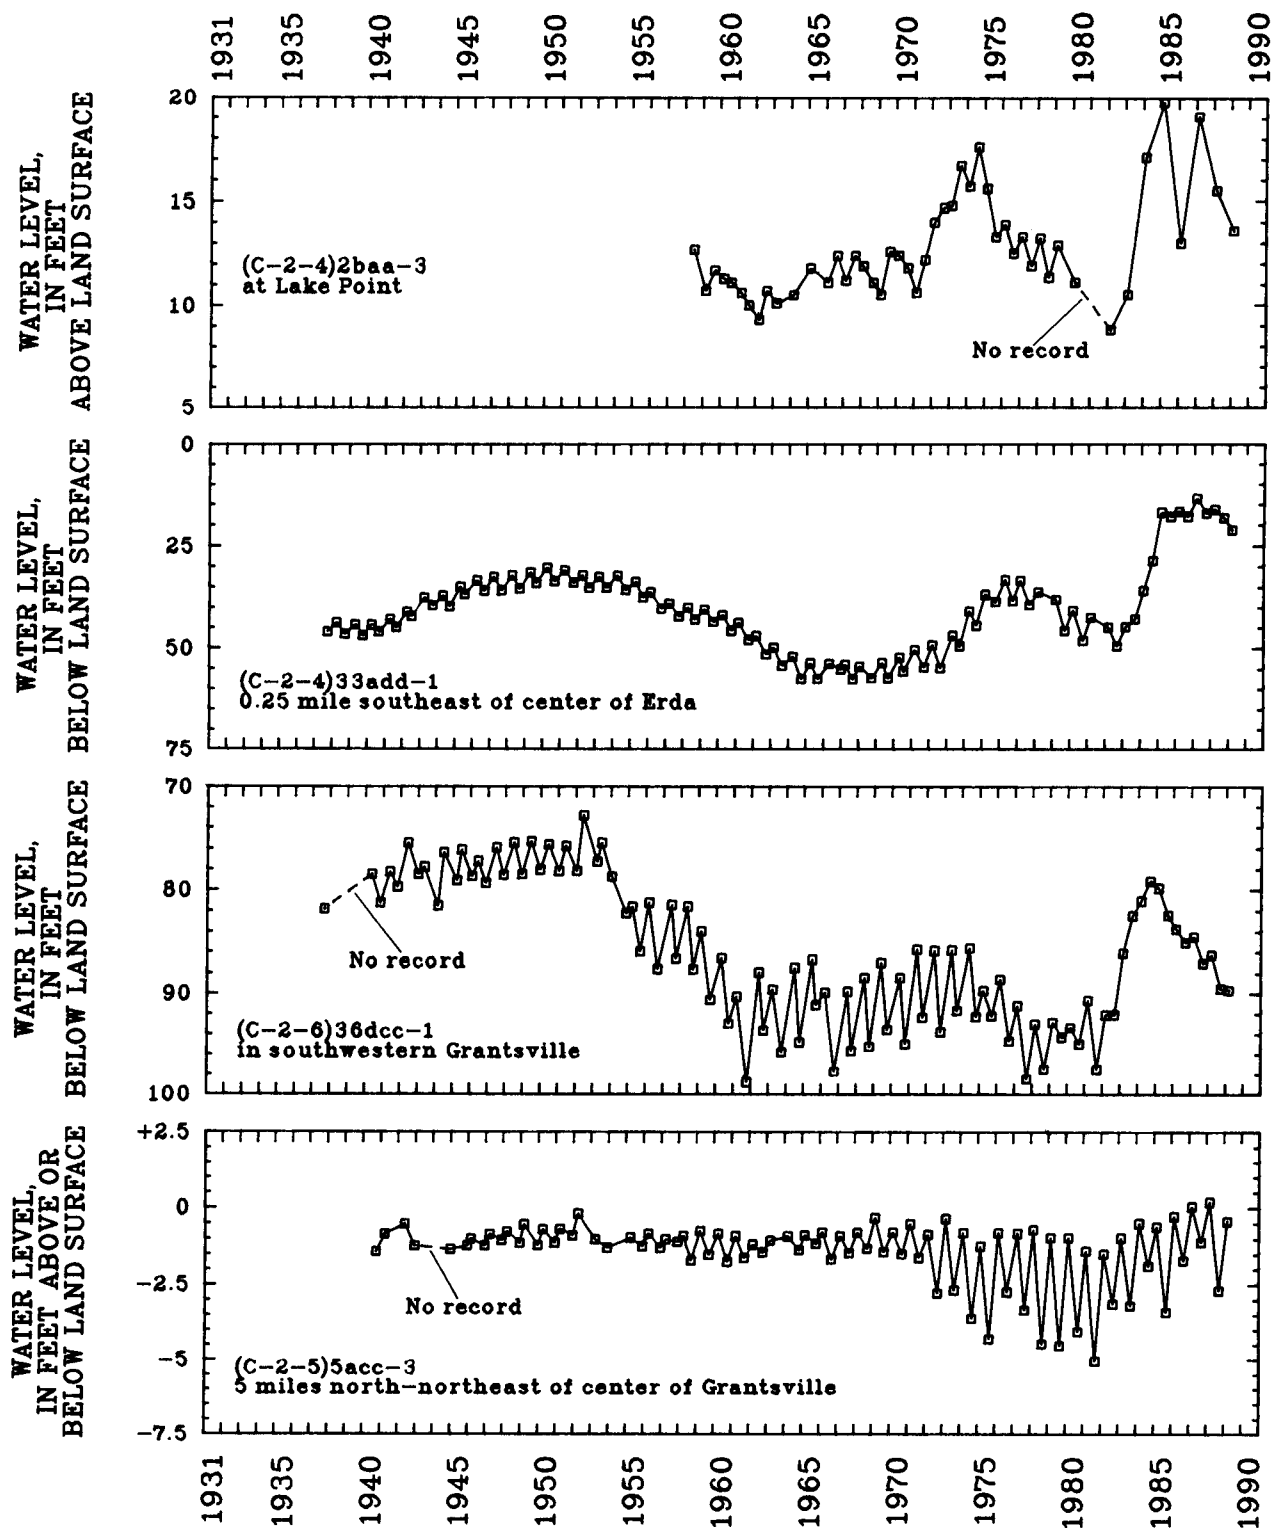 1931 1935 1940 1945 1950 1955 1960 1965 1970 1975 1980 1985 1990
WATER LEVEL,
IN FEET
ABOVE LAND SURFACE
20
15
10
5
(C-2-4)2baa-3
at Lake Point
No record
WATER LEVEL,
IN FEET
BELOW LAND SURFACE
0
25
50
75
(C-2-4)33add-1
0.25 mile southeast of center of Erda
WATER LEVEL,
IN FEET
BELOW LAND SURFACE
70
80
90
100
No record
(C-2-6)36dcc-1
in southwestern Grantsville
WATER LEVEL,
IN FEET ABOVE OR
BELOW LAND SURFACE
+2.5
0
-2.5
-5
-7.5
No record
(C-2-5)5acc-3
5 miles north-northeast of center of Grantsville
1931 1935 1940 1945 1950 1955 1960 1965 1970 1975 1980 1985 1990